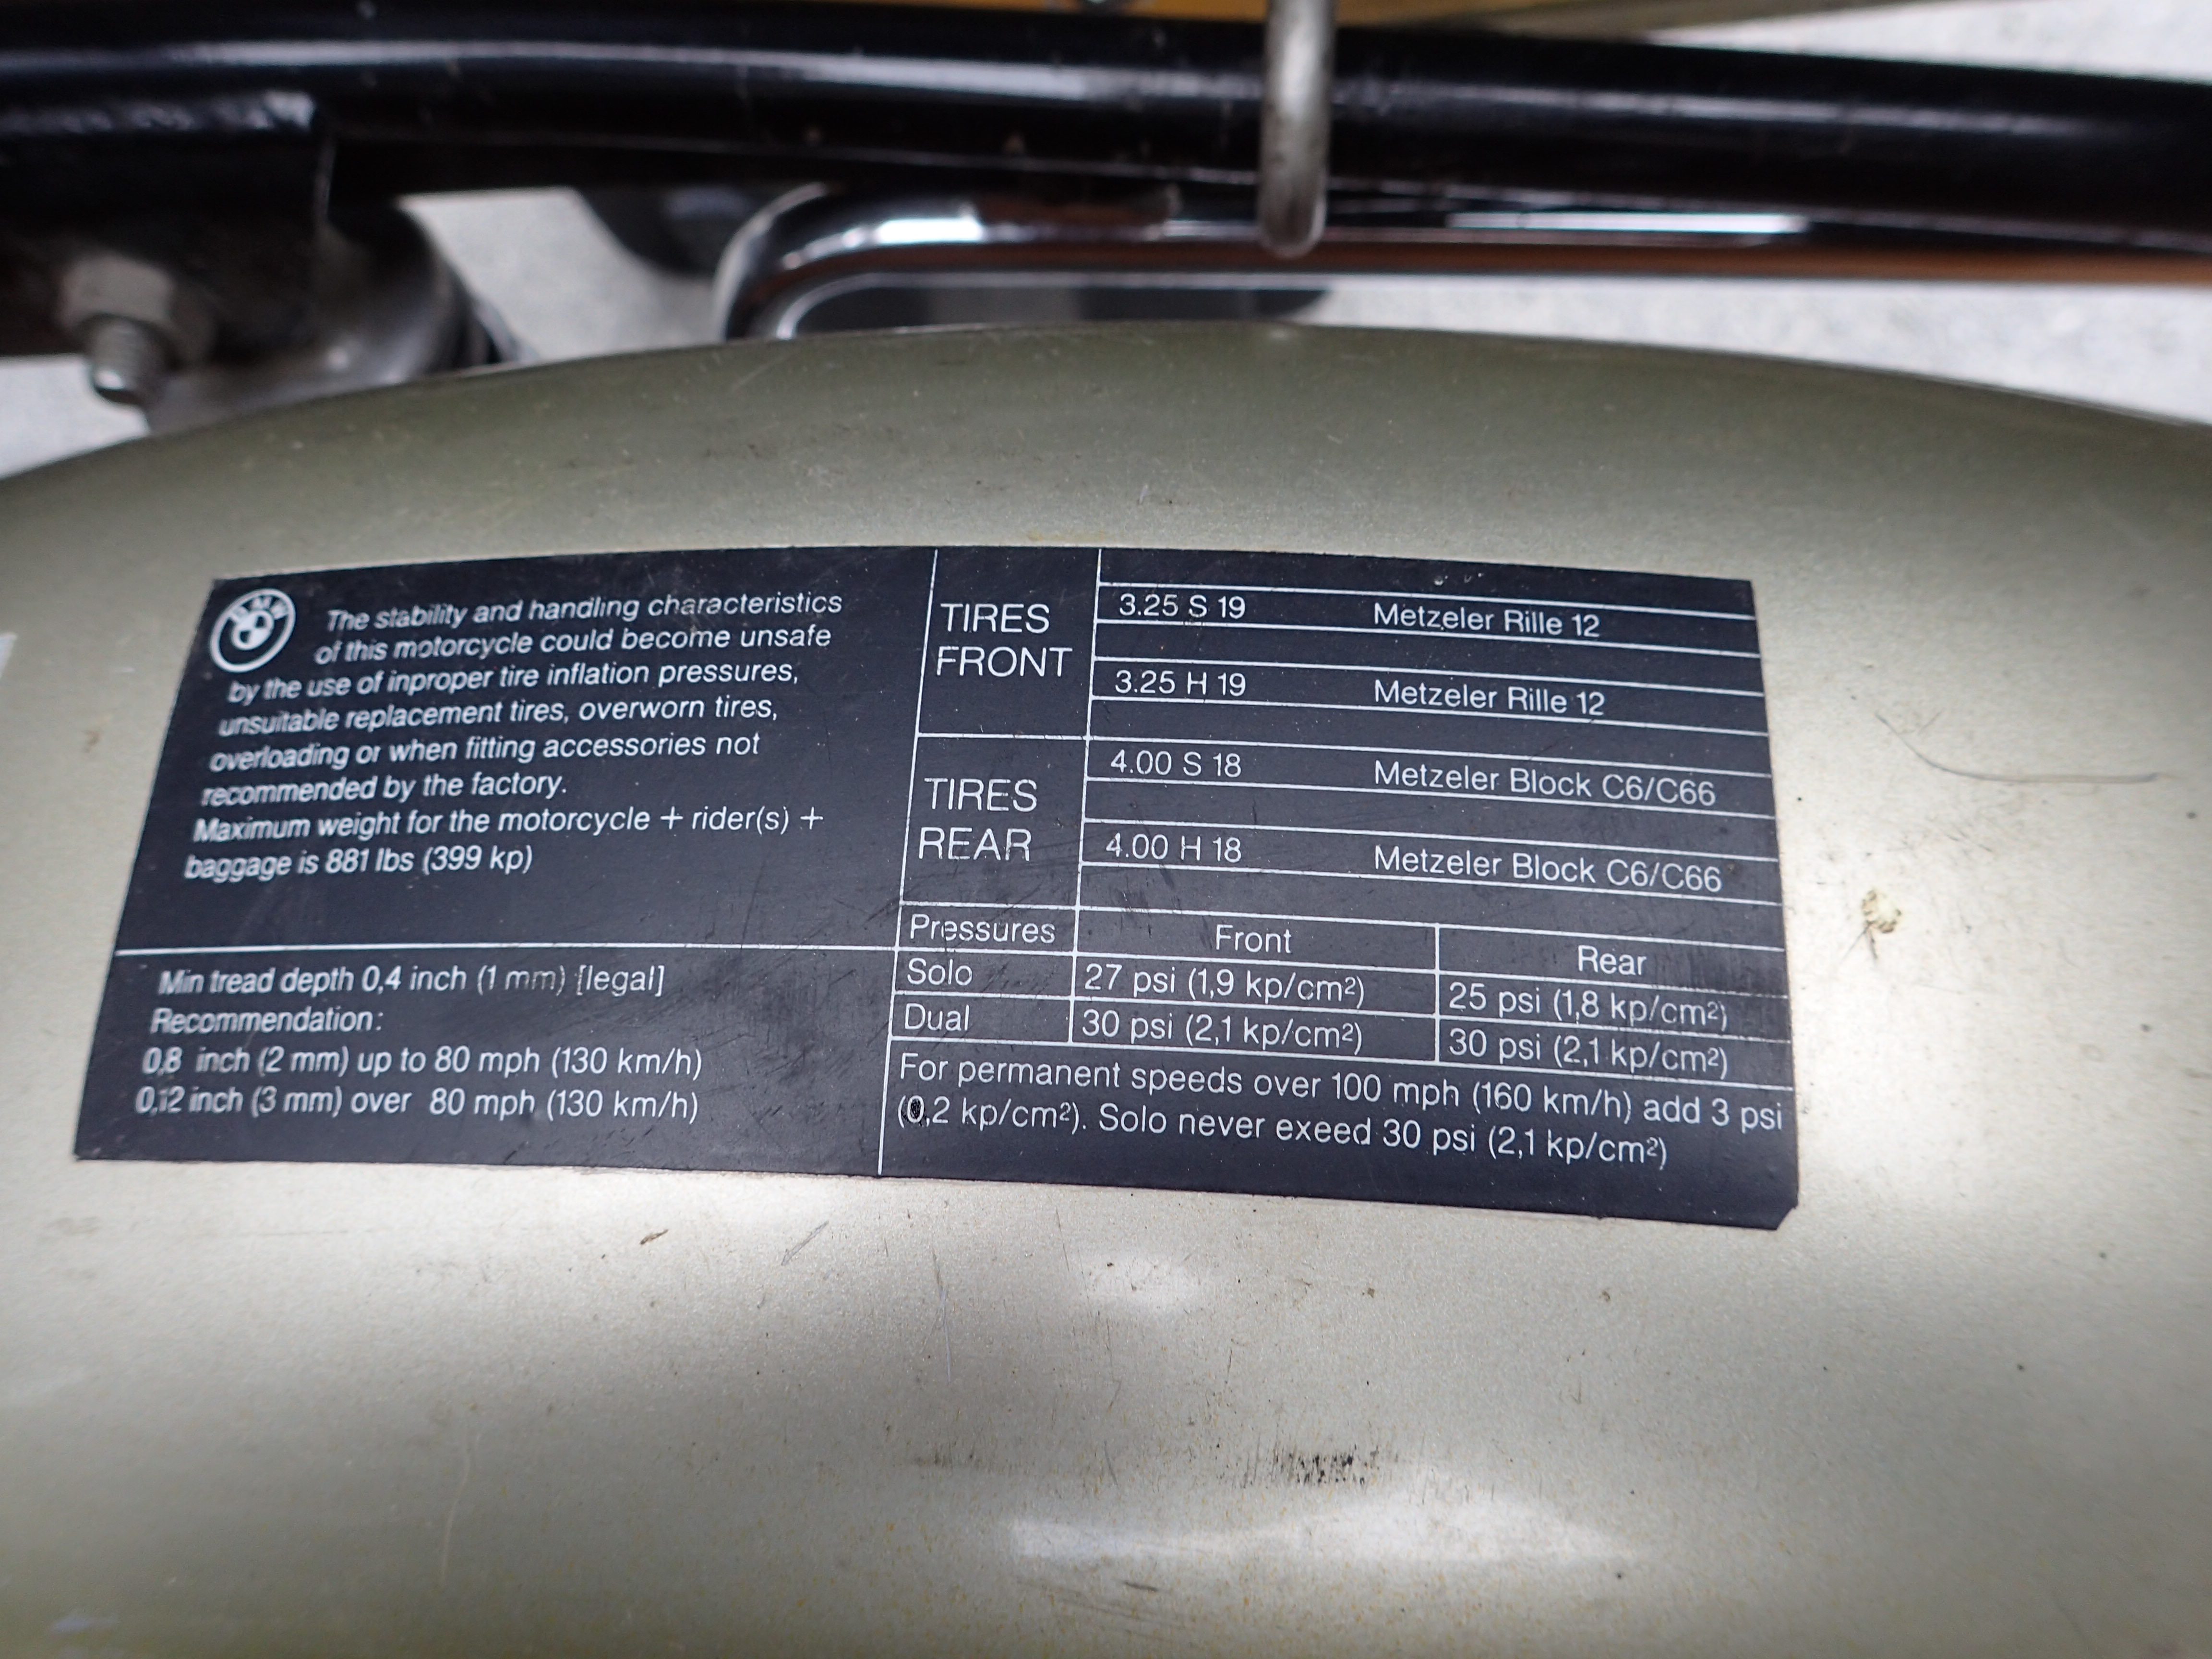 BMW
The stability and handling characteristics
of this motorcycle could become unsafe
by the use of inproper tire inflation pressures,
unsuitable replacement tires, overworn tires,
overloading or when fitting accessories not
recommended by the factory.
Maximum weight for the motorcycle + rider(s) +
baggage is 881 lbs (399 kp)
Min tread depth 0,4 inch (1 mm) [legal]
Recommendation:
0,8 inch (2 mm) up to 80 mph (130 km/h)
0,12 inch (3 mm) over 80 mph (130 km/h)
TIRES
FRONT
3.25 S 19 Metzeler Rille 12
3.25 H 19 Metzeler Rille 12
TIRES
REAR
4.00 S 18 Metzeler Block C6/C66
4.00 H 18 Metzeler Block C6/C66
Pressures Front Rear
Solo 27 psi (1,9 kp/cm²) 25 psi (1,8 kp/cm²)
Dual 30 psi (2,1 kp/cm²) 30 psi (2,1 kp/cm²)
For permanent speeds over 100 mph (160 km/h) add 3 psi
(0,2 kp/cm²). Solo never exeed 30 psi (2,1 kp/cm²)